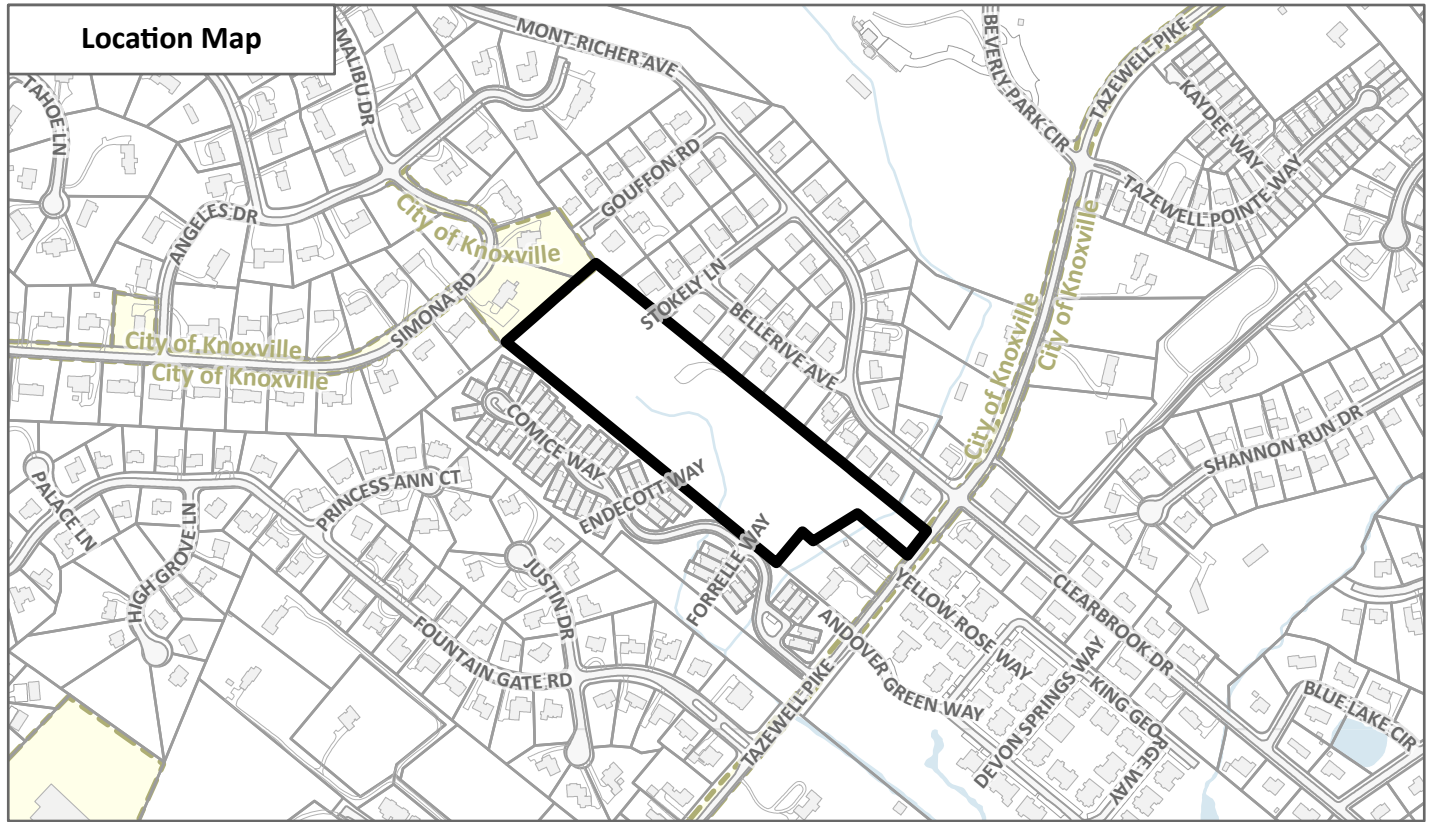 Location Map
MONT RICHER AVE
BEVERLY PARK CIR
TAZEWELL PIKE
MALIBU DR
TAHOE LN
KAYDEE WAY
GOUFFON RD
TAZEWELL POINTE WAY
ANGELES DR
City of Knoxville
City of Knoxville
SIMONA RD
STOKELY LN
BELLERIVE AVE
City of Knoxville
City of Knoxville
City of Knoxville
SHANNON RUN DR
COMICE WAY
ENDECOTT WAY
PRINCESS ANN CT
PALACE LN
HIGH GROVE LN
FORRELLE WAY
JUSTIN DR
YELLOW ROSE WAY
CLEARBROOK DR
FOUNTAIN GATE RD
ANDOVER GREEN WAY
TAZEWELL PIKE
DEVON SPRINGS WAY
KING GEORGE WAY
BLUE LAKE CIR